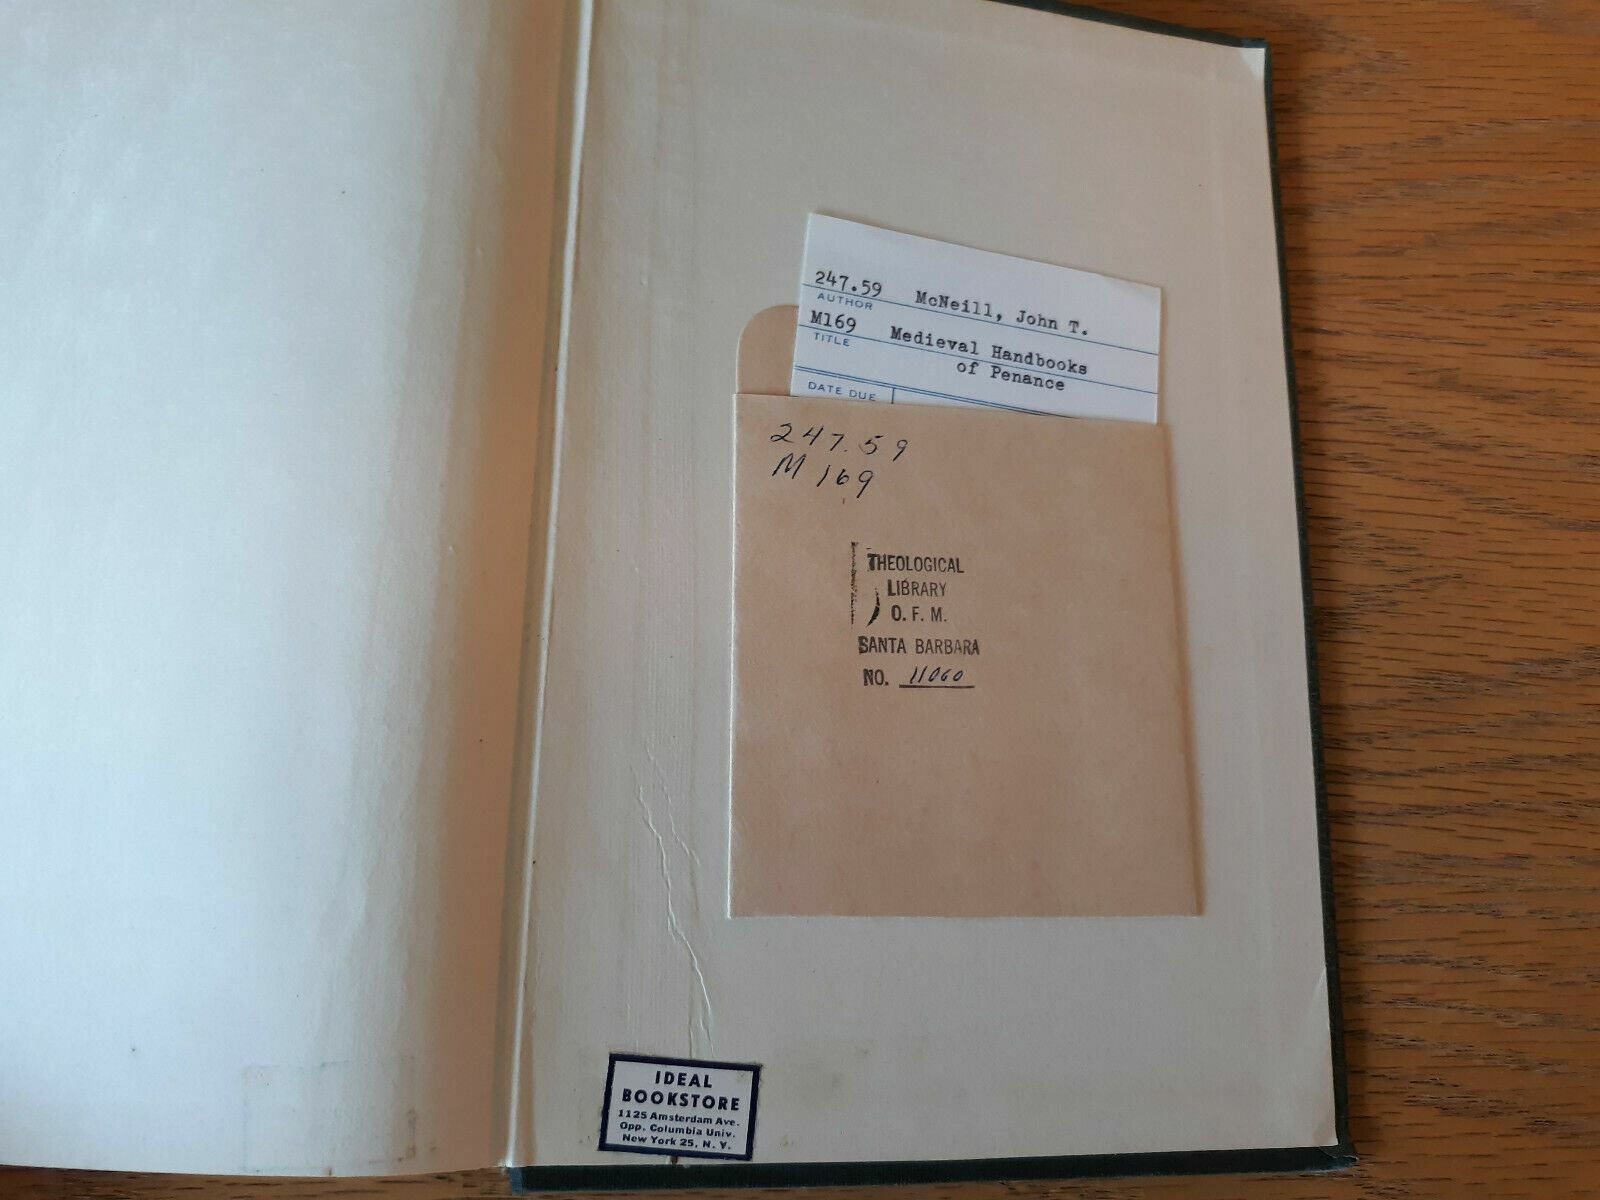 247.59 McNeill, John T.
AUTHOR
M169 Medieval Handbooks
TITLE
of Penance
DATE DUE
247.59
M169
THEOLOGICAL
LIBRARY
O. F. M.
SANTA BARBARA
NO. 11060
IDEAL
BOOKSTORE
1125 Amsterdam Ave.
Opp. Columbia Univ.
New York 25, N. Y.